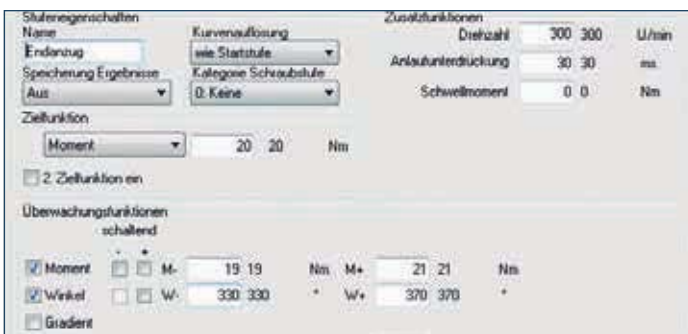 Stufeneigenschaften
Name Kurvenauflösung
Endanzug wie Startstufe
Speicherung Ergebnisse Kategorie Schraubstufe
Aus 0: Keine
Zusatzfunktionen
Drehzahl 300 300 U/min
Anlaufunterdrückung 30 30 ms
Schwellmoment 0 0 Nm
Zielfunktion
Moment 20 20 Nm
2. Zielfunktion ein
Überwachungsfunktionen
schaltend
- +
Moment M- 19 19 Nm M+ 21 21 Nm
Winkel W- 330 330 ° W+ 370 370 °
Gradient